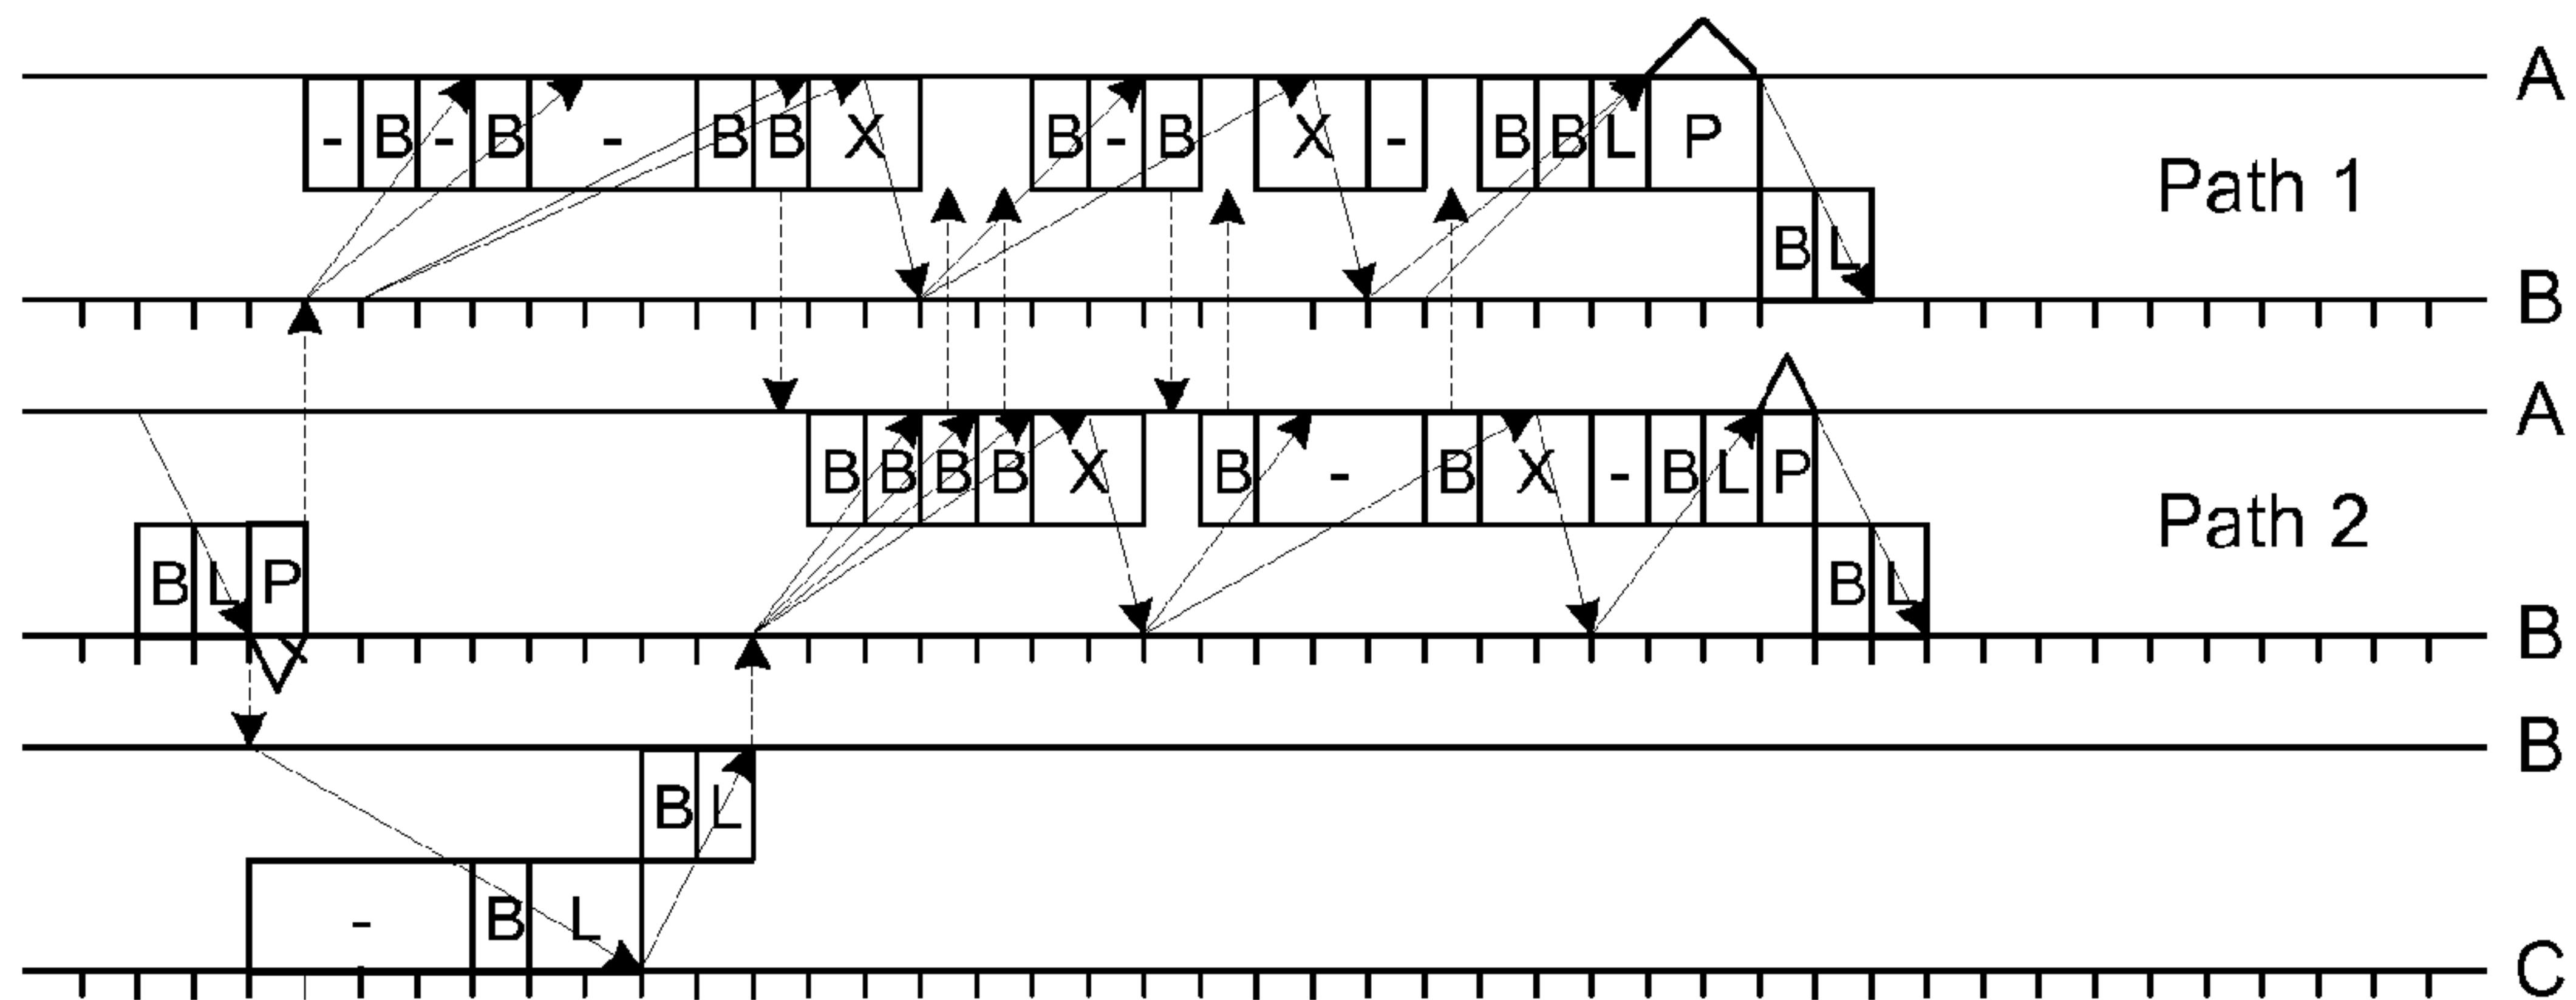 A
- B - B - B B X B - B X - B B L P
Path 1
B L
B
A
B B B B X B - B X - B L P
Path 2
B L P B L
B
B
B L
- B L
C